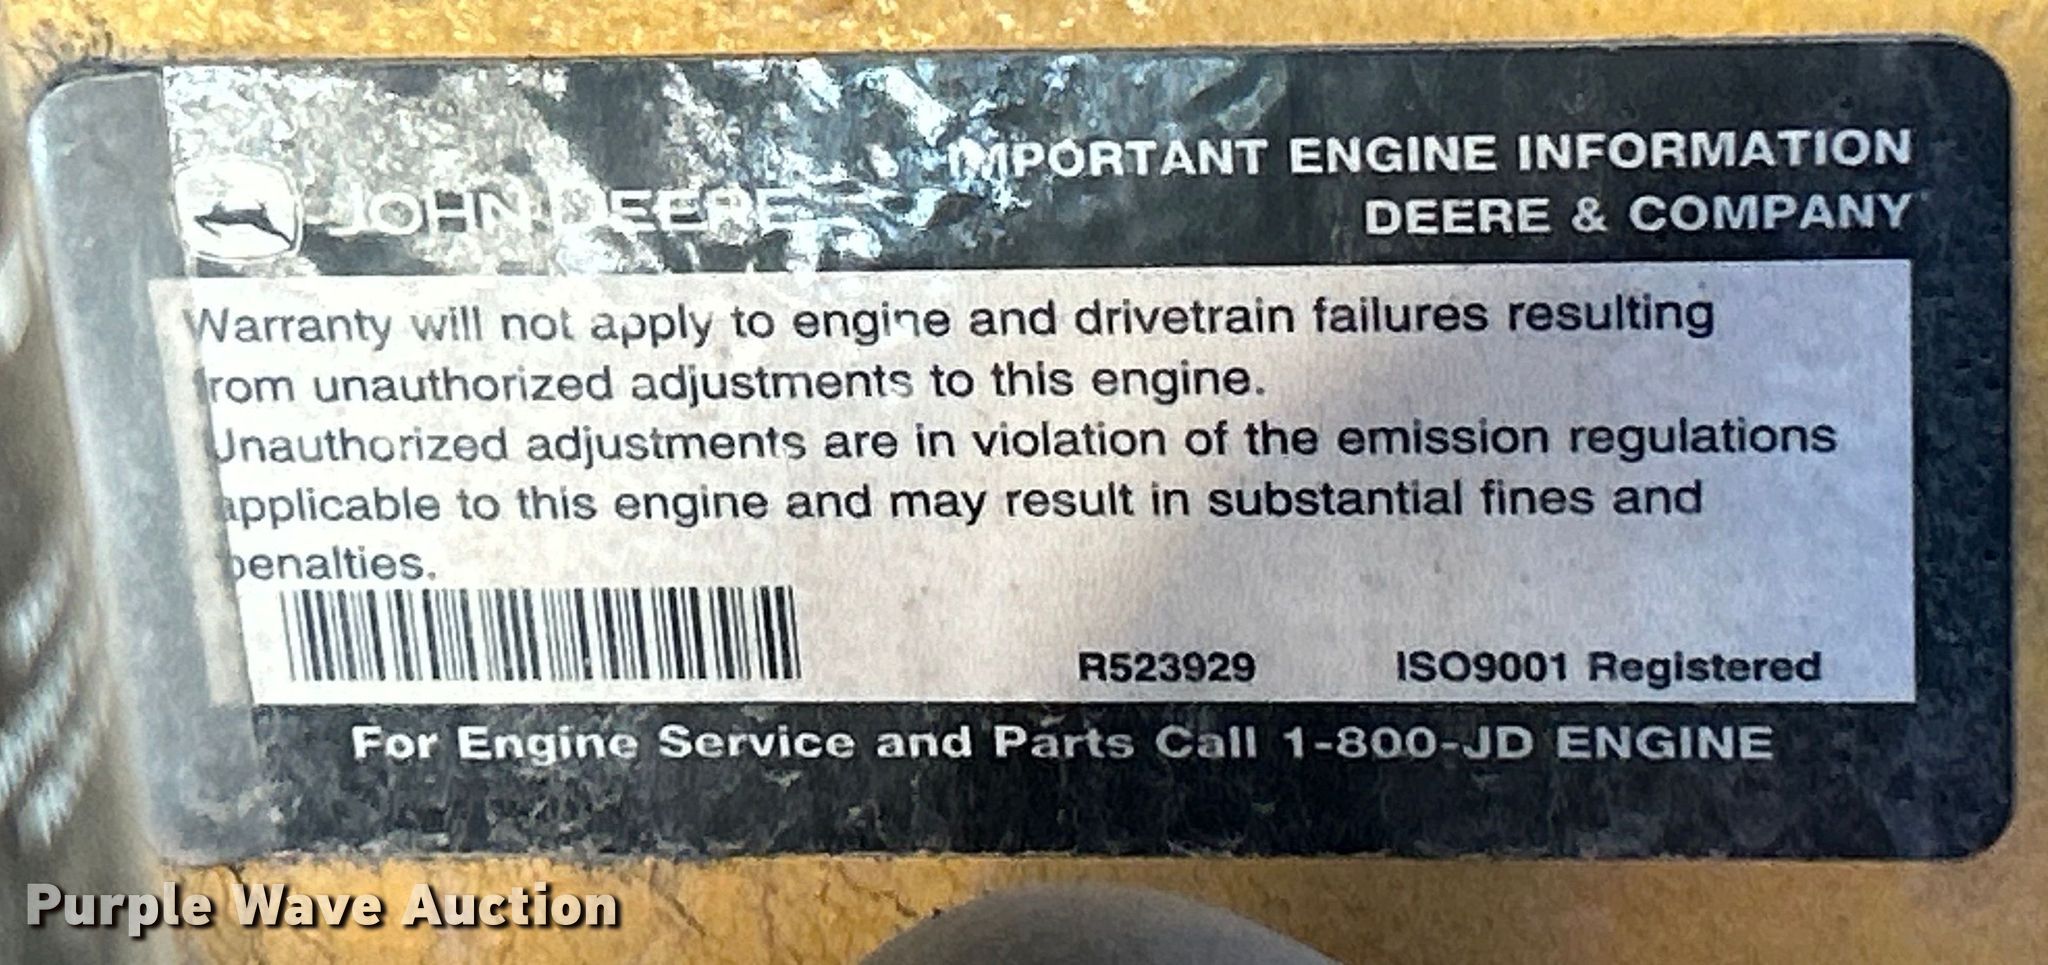 IMPORTANT ENGINE INFORMATION
JOHN DEERE
DEERE & COMPANY
Warranty will not apply to engine and drivetrain failures resulting
from unauthorized adjustments to this engine.
Unauthorized adjustments are in violation of the emission regulations
applicable to this engine and may result in substantial fines and
penalties.
R523929 ISO9001 Registered
For Engine Service and Parts Call 1-800-JD ENGINE
Purple Wave Auction